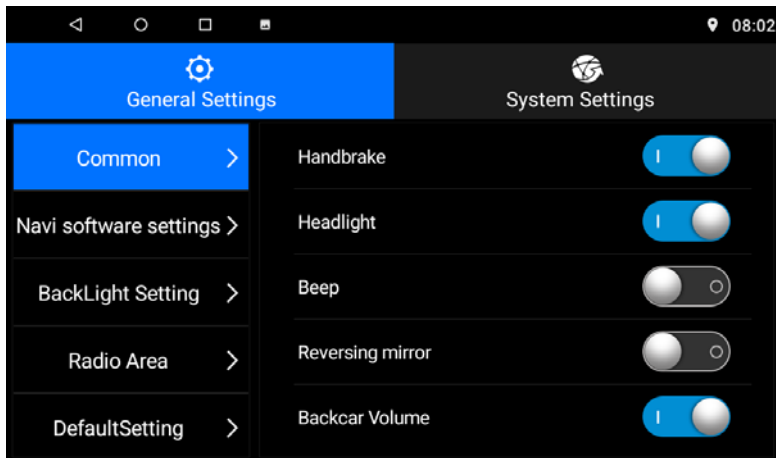 08:02
General Settings
System Settings
Common
Handbrake
Navi software settings
Headlight
BackLight Setting
Beep
Radio Area
Reversing mirror
DefaultSetting
Backcar Volume